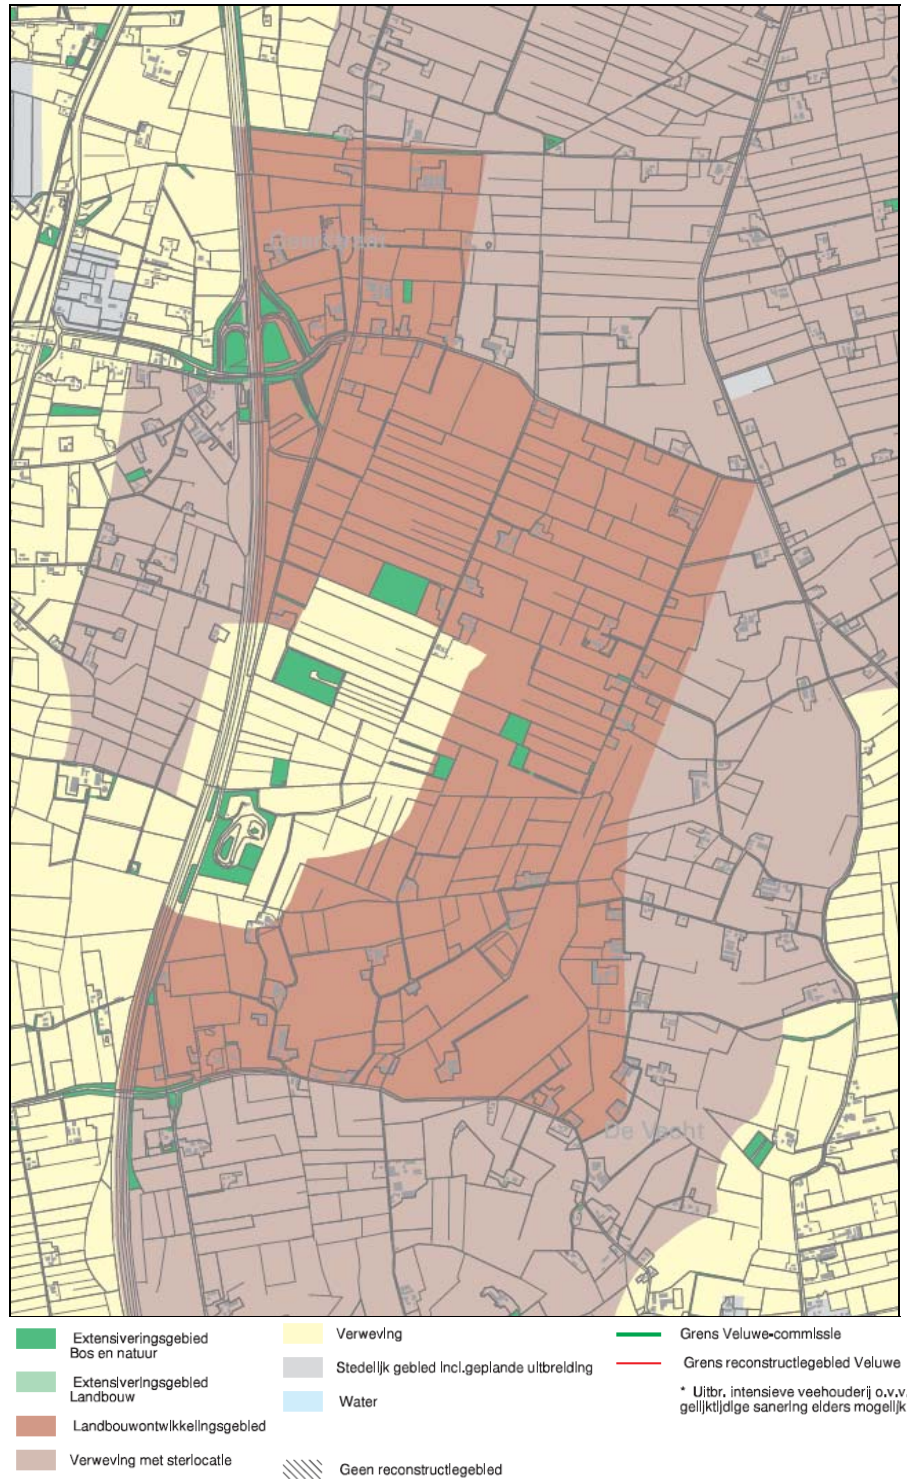 De Vecht
Extensiveringsgebied
Bos en natuur
Extensiveringsgebied
Landbouw
Landbouwontwikkelingsgebied
Verweving met sterlocatie
Verweving
Stedelijk gebied incl.geplande uitbreiding
Water
Geen reconstructiegebied
Grens Veluwe-commissie
Grens reconstructiegebied Veluwe
* Uitbr. intensieve veehouderij o.v.v.
gelijktijdige sanering elders mogelijk